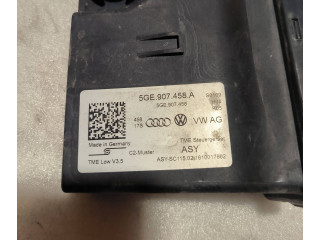 5GE.907.458.A
5GE.907.458
VW AG
Made in Germany
TME Steuergerät
ASY
C2-Muster
TME Low V3.5